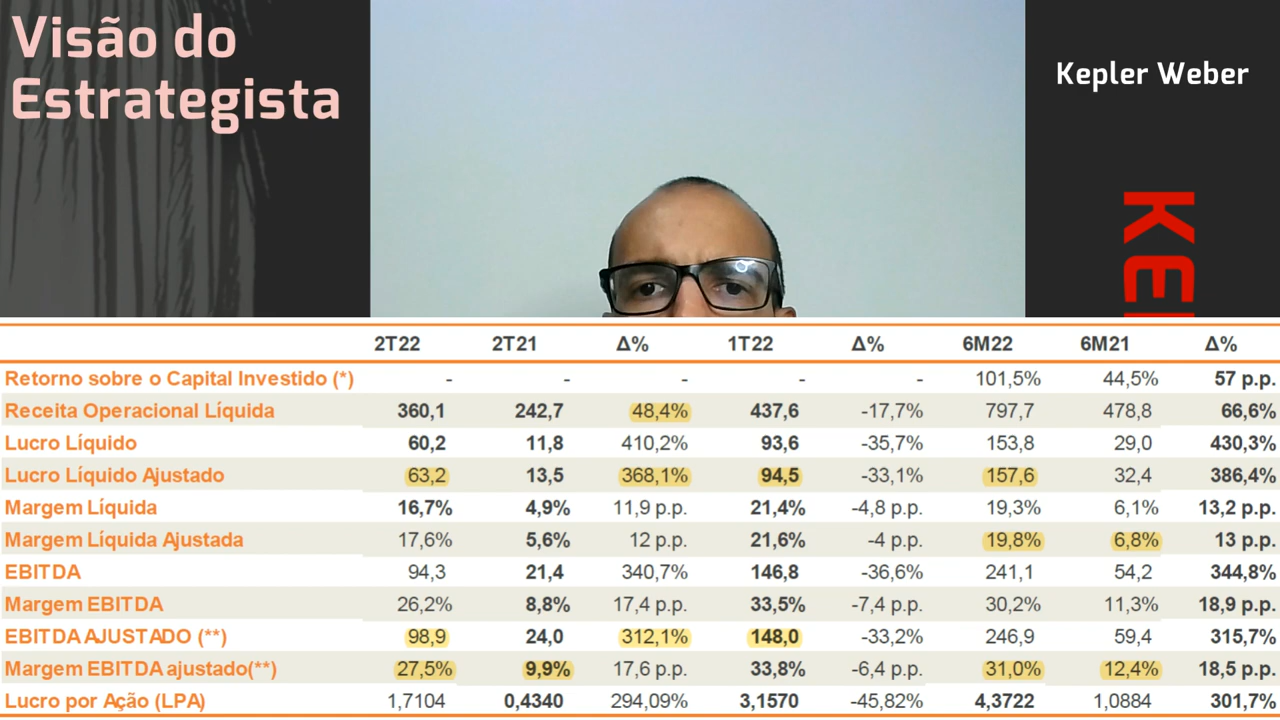 Visão do
Estrategista
Kepler Weber
KE
2T22 2T21 Δ% 1T22 Δ% 6M22 6M21 Δ%
Retorno sobre o Capital Investido (*) - - - - - 101,5% 44,5% 57 p.p.
Receita Operacional Líquida 360,1 242,7 48,4% 437,6 -17,7% 797,7 478,8 66,6%
Lucro Líquido 60,2 11,8 410,2% 93,6 -35,7% 153,8 29,0 430,3%
Lucro Líquido Ajustado 63,2 13,5 368,1% 94,5 -33,1% 157,6 32,4 386,4%
Margem Líquida 16,7% 4,9% 11,9 p.p. 21,4% -4,8 p.p. 19,3% 6,1% 13,2 p.p.
Margem Líquida Ajustada 17,6% 5,6% 12 p.p. 21,6% -4 p.p. 19,8% 6,8% 13 p.p.
EBITDA 94,3 21,4 340,7% 146,8 -36,6% 241,1 54,2 344,8%
Margem EBITDA 26,2% 8,8% 17,4 p.p. 33,5% -7,4 p.p. 30,2% 11,3% 18,9 p.p.
EBITDA AJUSTADO (**) 98,9 24,0 312,1% 148,0 -33,2% 246,9 59,4 315,7%
Margem EBITDA ajustado(**) 27,5% 9,9% 17,6 p.p. 33,8% -6,4 p.p. 31,0% 12,4% 18,5 p.p.
Lucro por Ação (LPA) 1,7104 0,4340 294,09% 3,1570 -45,82% 4,3722 1,0884 301,7%